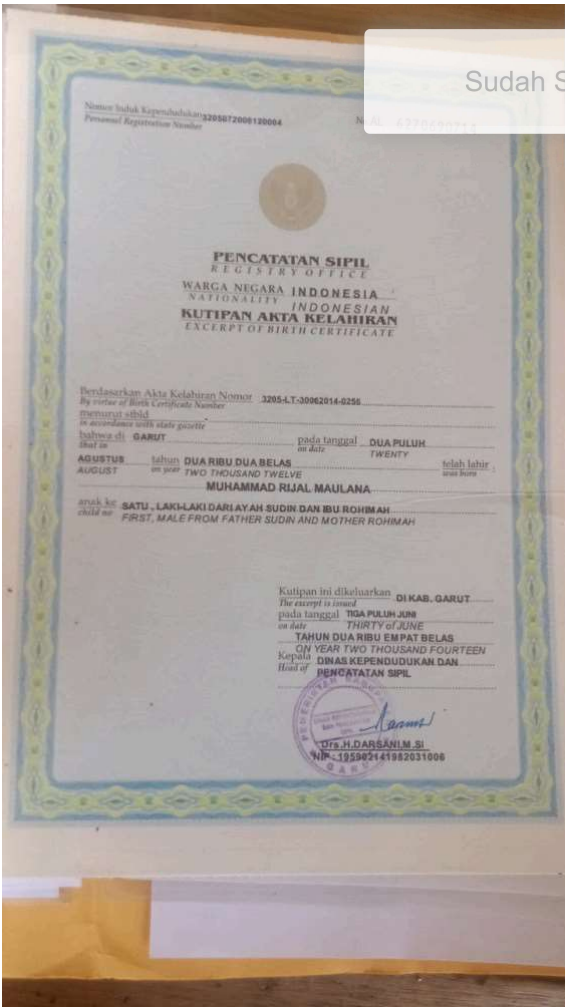 Sudah S
Nomor Induk Kependudukan 3205072008120004
Personal Registration Number
AL
PENCATATAN SIPIL
REGISTRY OFFICE
WARGA NEGARA INDONESIA
NATIONALITY INDONESIAN
KUTIPAN AKTA KELAHIRAN
EXCERPT OF BIRTH CERTIFICATE
Berdasarkan Akta Kelahiran Nomor 3205-LT-30062014-0256
By virtue of Birth Certificate Number
menurut stbld
in accordance with state gazette
bahwa di GARUT pada tanggal DUA PULUH
that in on date TWENTY
AGUSTUS tahun DUA RIBU DUA BELAS telah lahir :
AUGUST on year TWO THOUSAND TWELVE was born
MUHAMMAD RIJAL MAULANA
anak ke SATU , LAKI-LAKI DARI AYAH SUDIN DAN IBU ROHIMAH
child no FIRST, MALE FROM FATHER SUDIN AND MOTHER ROHIMAH
Kutipan ini dikeluarkan DI KAB. GARUT
The excerpt is issued
pada tanggal TIGA PULUH JUNI
on date THIRTY of JUNE
TAHUN DUA RIBU EMPAT BELAS
ON YEAR TWO THOUSAND FOURTEEN
Kepala DINAS KEPENDUDUKAN DAN
Head of PENCATATAN SIPIL
Drs.H.DARSANI,M.SI
NIP : 195902141982031006
GARUT